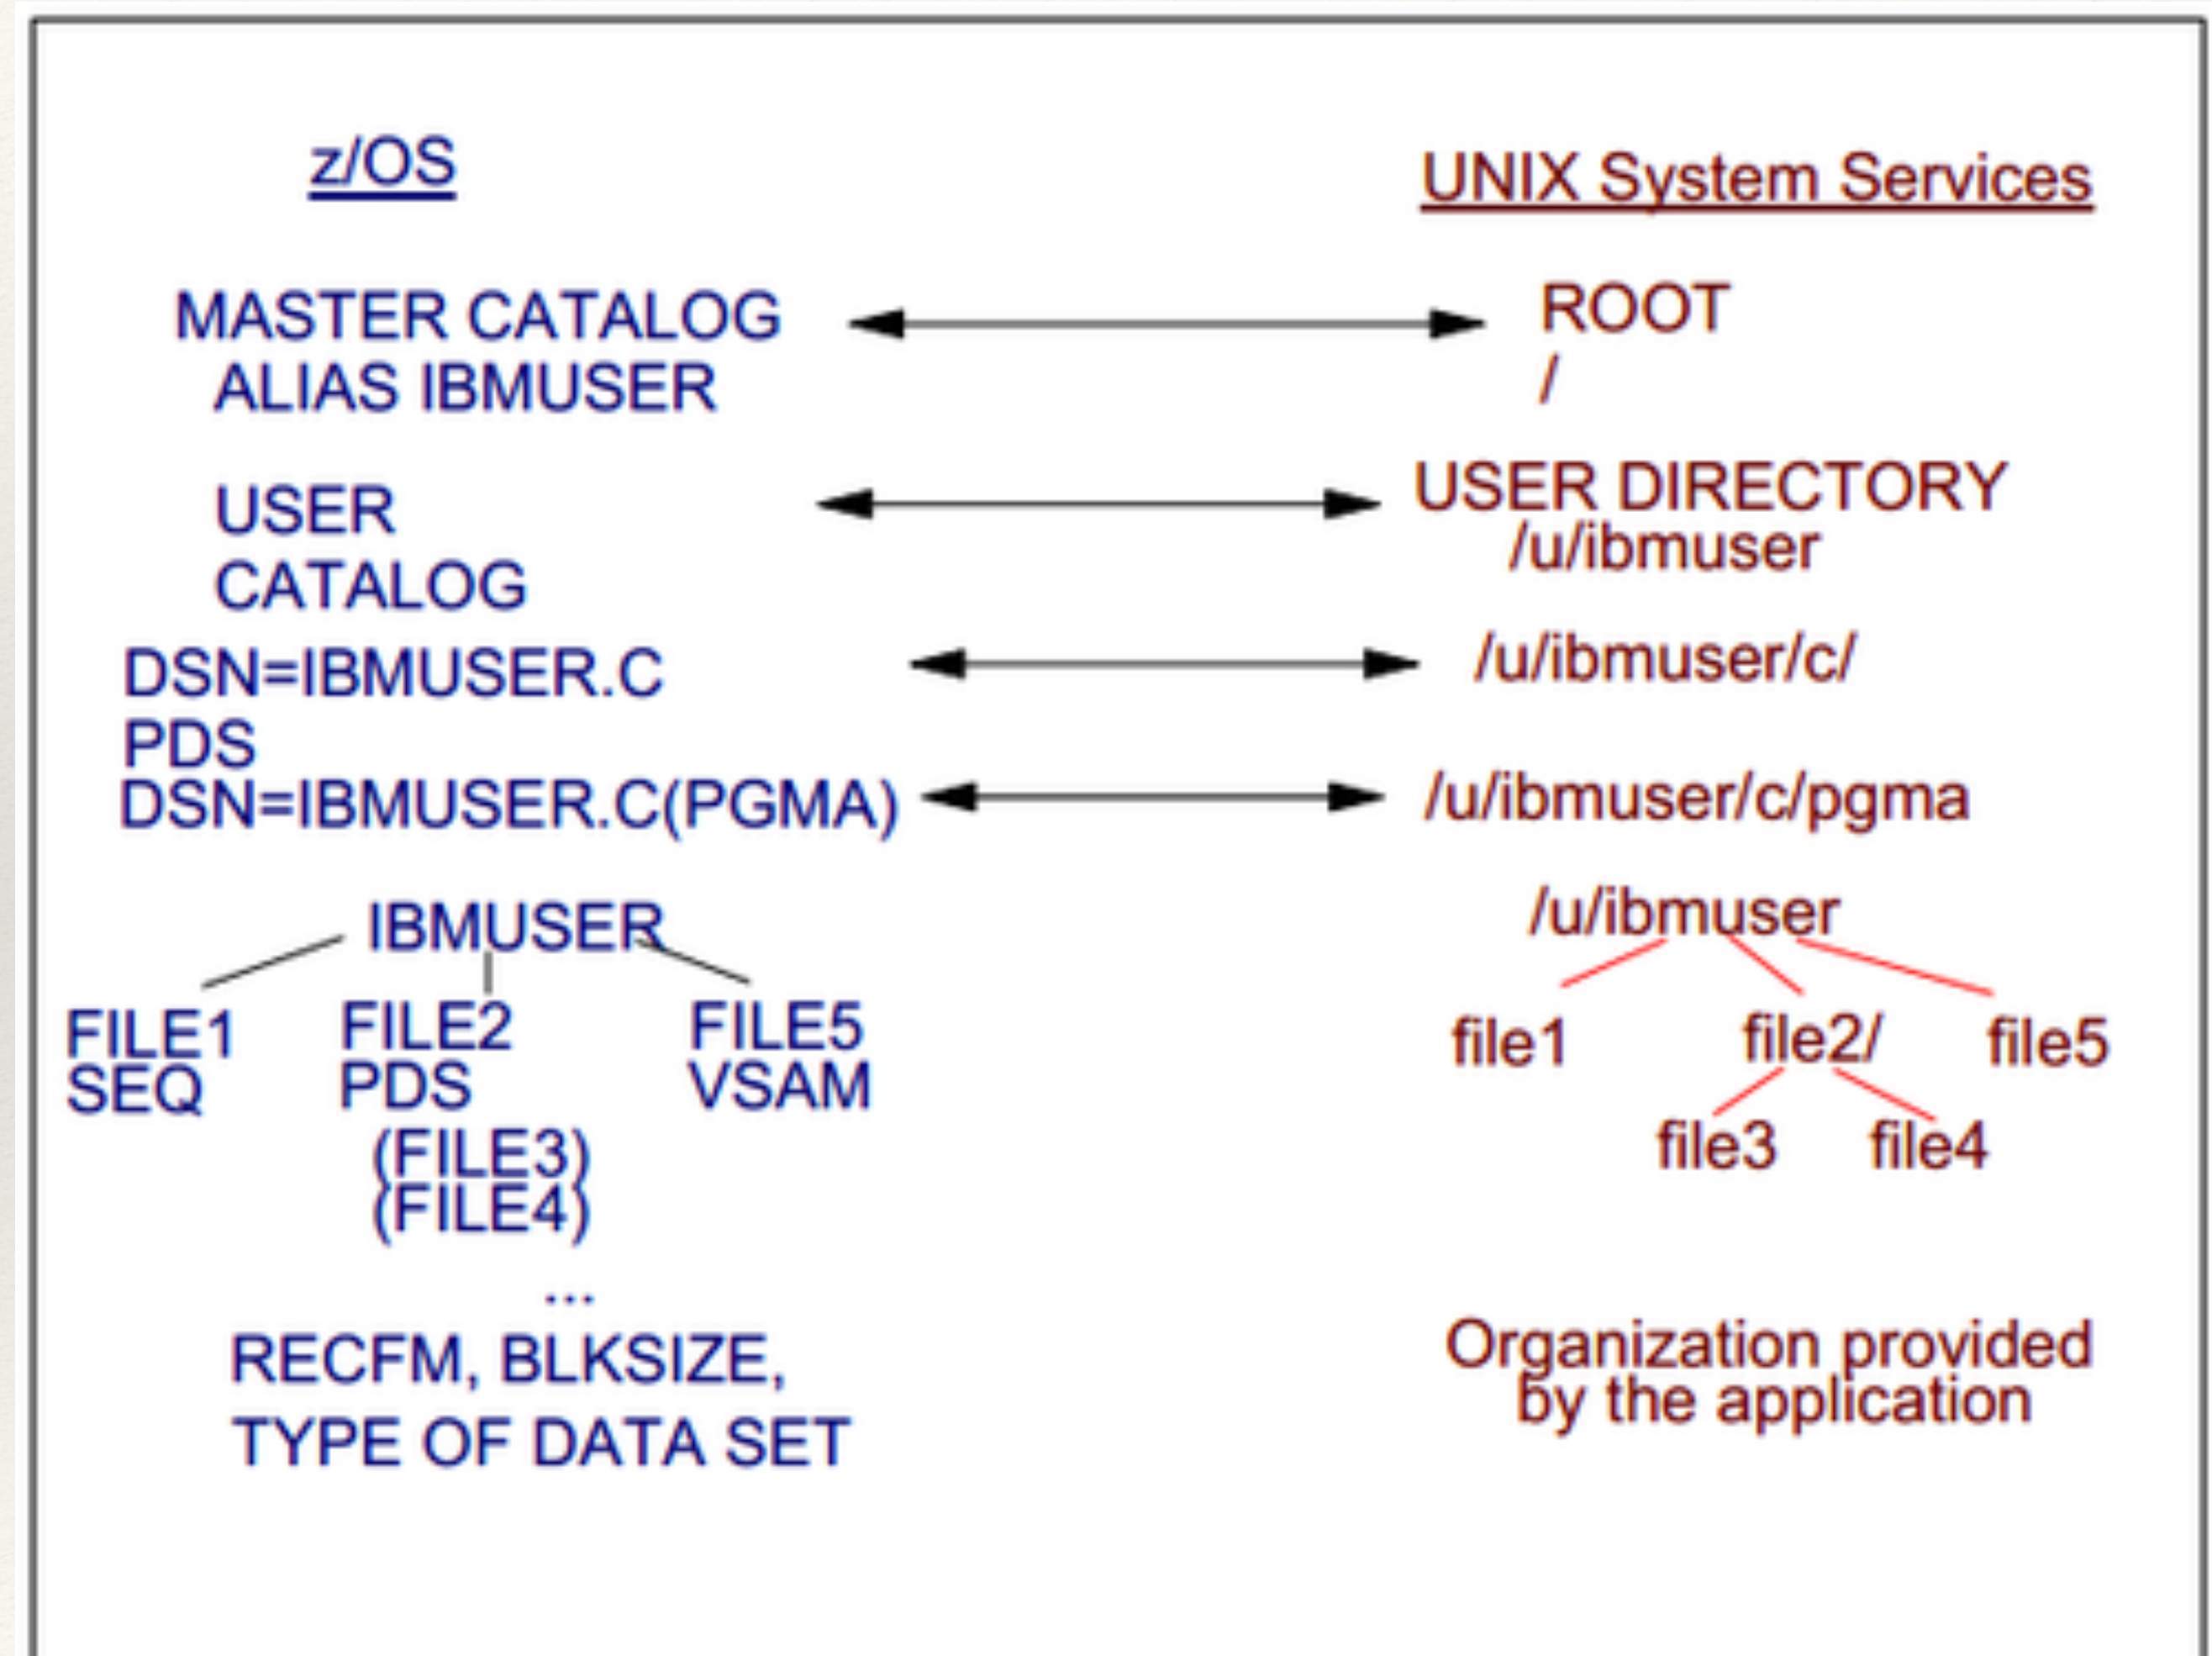 z/OS
UNIX System Services
MASTER CATALOG
ROOT
ALIAS IBMUSER
/
USER
USER DIRECTORY
CATALOG
/u/ibmuser
DSN=IBMUSER.C
/u/ibmuser/c/
PDS
DSN=IBMUSER.C(PGMA)
/u/ibmuser/c/pgma
IBMUSER
/u/ibmuser
FILE1
FILE2
FILE5
SEQ
PDS
VSAM
(FILE3)
(FILE4)
file1
file2/
file5
file3
file4
...
RECFM, BLKSIZE,
TYPE OF DATA SET
Organization provided
by the application